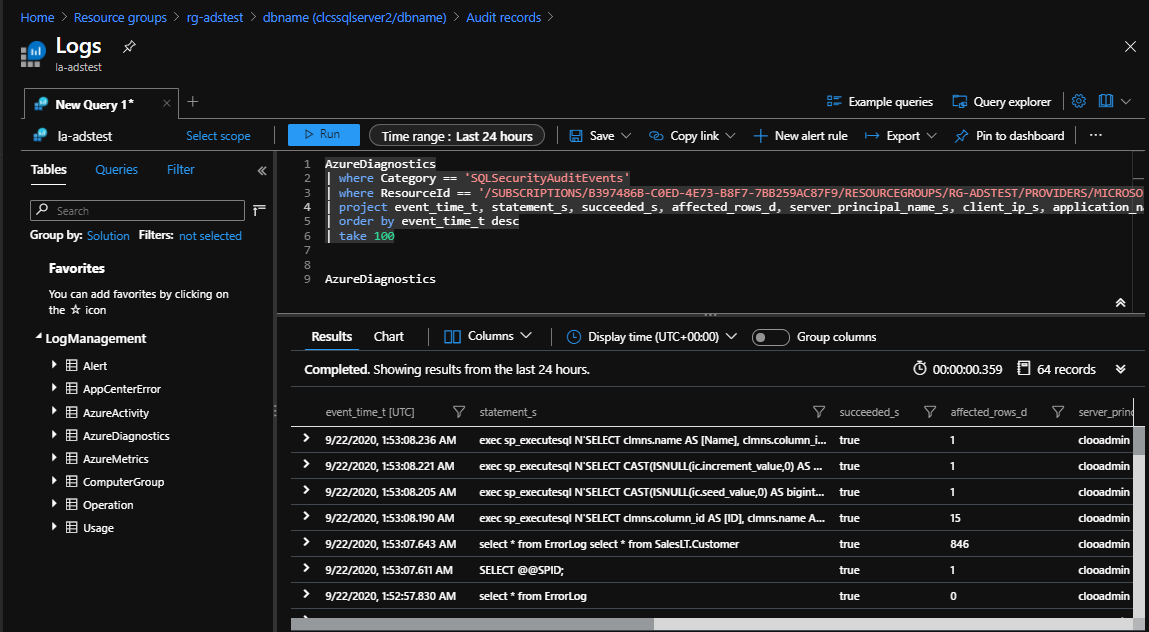 Home > Resource groups > rg-adstest > dbname (clcssqlserver2/dbname) > Audit records >
Logs
la-adstest
New Query 1*
la-adstest
Select scope
Run
Time range : Last 24 hours
Save
Copy link
New alert rule
Export
Pin to dashboard
...
Example queries
Query explorer
Tables
Queries
Filter
Search
Group by: Solution
Filters: not selected
Favorites
You can add favorites by clicking on
the ☆ icon
LogManagement
Alert
AppCenterError
AzureActivity
AzureDiagnostics
AzureMetrics
ComputerGroup
Operation
Usage
1 AzureDiagnostics
2 | where Category == 'SQLSecurityAuditEvents'
3 | where ResourceId == '/SUBSCRIPTIONS/B397486B-C0ED-4E73-B8F7-7BB259AC87F9/RESOURCEGROUPS/RG-ADSTEST/PROVIDERS/MICROSO
4 | project event_time_t, statement_s, succeeded_s, affected_rows_d, server_principal_name_s, client_ip_s, application_na
5 | order by event_time_t desc
6 | take 100
7
8
9 AzureDiagnostics
Results
Chart
Columns
Display time (UTC+00:00)
Group columns
Completed. Showing results from the last 24 hours.
00:00:00.359
64 records
event_time_t [UTC] statement_s succeeded_s affected_rows_d server_princ
9/22/2020, 1:53:08.236 AM exec sp_executesql N'SELECT clmns.name AS [Name], clmns.column_i... true 1 clooadmin
9/22/2020, 1:53:08.221 AM exec sp_executesql N'SELECT CAST(ISNULL(ic.increment_value,0) AS ... true 1 clooadmin
9/22/2020, 1:53:08.205 AM exec sp_executesql N'SELECT CAST(ISNULL(ic.seed_value,0) AS bigint... true 1 clooadmin
9/22/2020, 1:53:08.190 AM exec sp_executesql N'SELECT clmns.column_id AS [ID], clmns.name A... true 15 clooadmin
9/22/2020, 1:53:07.643 AM select * from ErrorLog select * from SalesLT.Customer true 846 clooadmin
9/22/2020, 1:53:07.611 AM SELECT @@SPID; true 1 clooadmin
9/22/2020, 1:52:57.830 AM select * from ErrorLog true 0 clooadmin